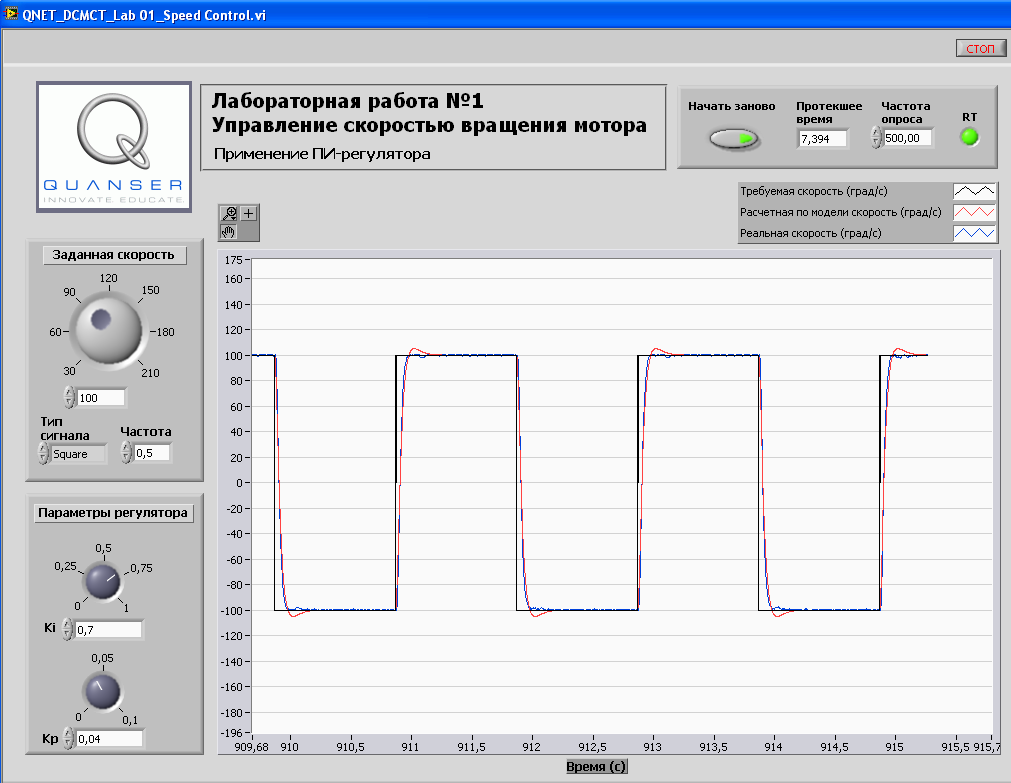 QNET_DCMCT_Lab 01_Speed Control.vi
СТОП
QUANSER
INNOVATE. EDUCATE.
Лабораторная работа №1
Управление скоростью вращения мотора
Применение ПИ-регулятора
Начать заново
Протекшее время
7,394
Частота опроса
500,00
RT
Требуемая скорость (град/с)
Расчетная по модели скорость (град/с)
Реальная скорость (град/с)
Заданная скорость
30 60 90 120 150 180 210
100
Тип сигнала
Square
Частота
0,5
Параметры регулятора
0 0,25 0,5 0,75 1
Ki 0,7
0 0,05 0,1
Kp 0,04
175
160
140
120
100
80
60
40
20
0
-20
-40
-60
-80
-100
-120
-140
-160
-180
-196
909,68 910 910,5 911 911,5 912 912,5 913 913,5 914 914,5 915 915,5 915,7
Время (с)